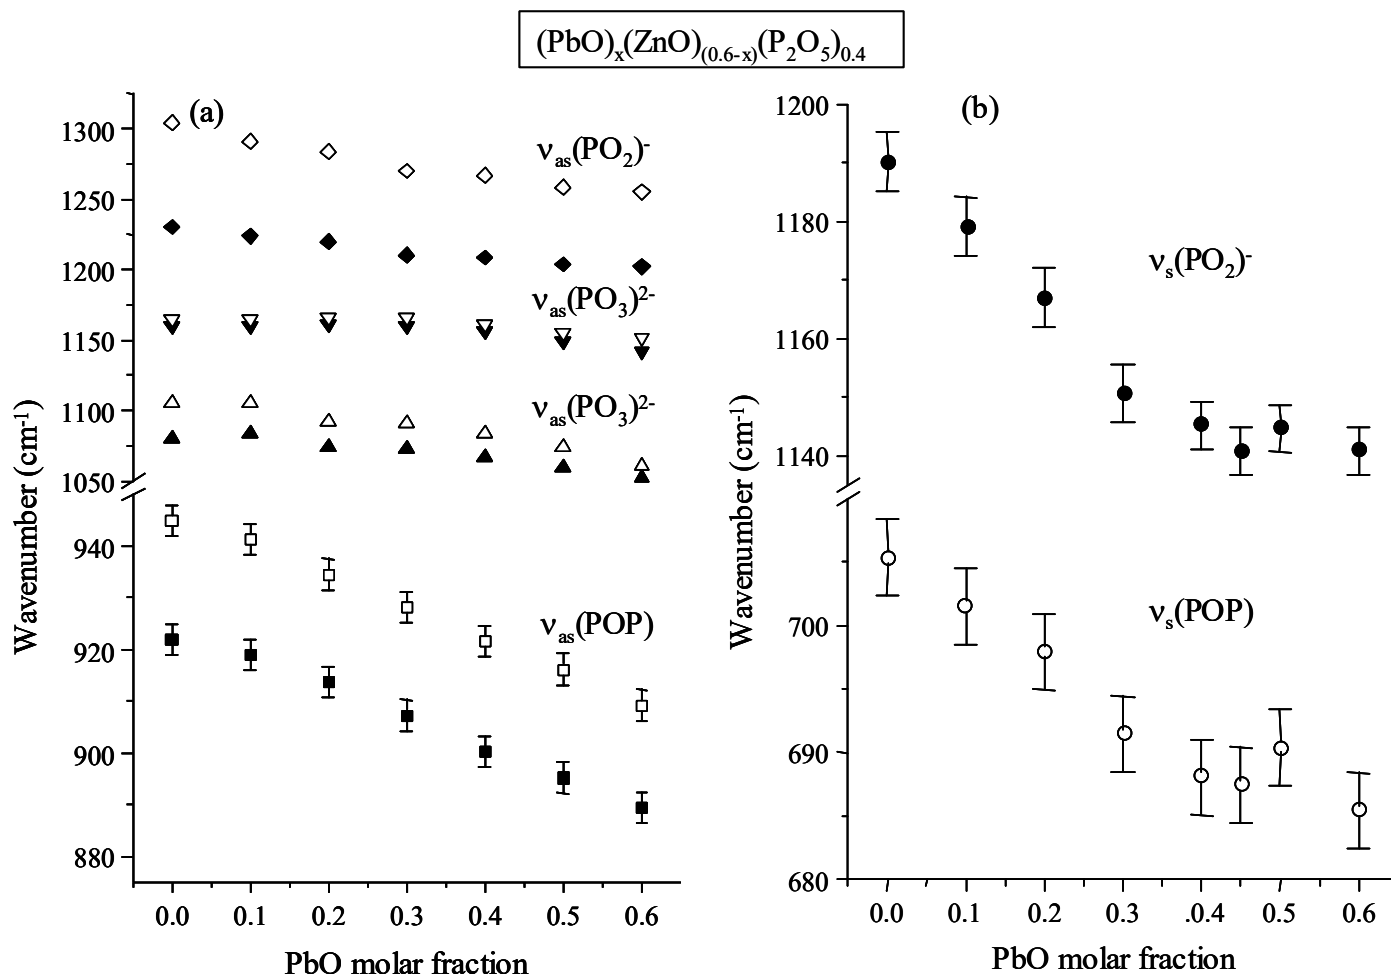 (PbO)x(ZnO)(0.6-x)(P2O5)0.4
(a)
1300
1250
1200
1150
1100
1050
940
920
900
880
νas(PO2)-
νas(PO3)2-
νas(PO3)2-
νas(POP)
Wavenumber (cm-1)
0.0 0.1 0.2 0.3 0.4 0.5 0.6
PbO molar fraction
(b)
1200
1180
1160
1140
700
690
680
νs(PO2)-
νs(POP)
Wavenumber (cm-1)
0.0 0.1 0.2 0.3 .0.4 0.5 0.6
PbO molar fraction